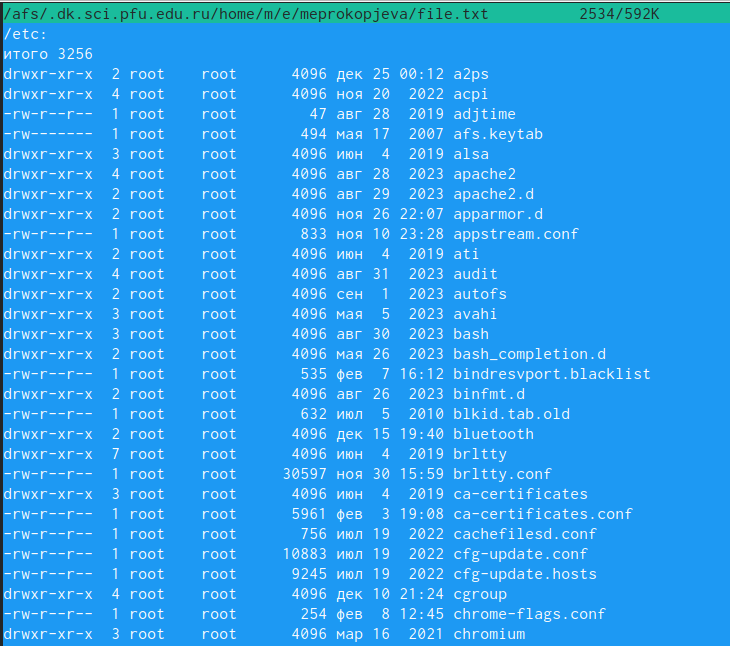 /afs/.dk.sci.pfu.edu.ru/home/m/e/meprokopjeva/file.txt          2534/592K
/etc:
итого 3256
drwxr-xr-x  2 root    root      4096 дек 25 00:12 a2ps
drwxr-xr-x  4 root    root      4096 ноя 20  2022 acpi
-rw-r--r--  1 root    root        47 авг 28  2019 adjtime
-rw-------  1 root    root       494 мая 17  2007 afs.keytab
drwxr-xr-x  3 root    root      4096 июн  4  2019 alsa
drwxr-xr-x  4 root    root      4096 авг 28  2023 apache2
drwxr-xr-x  2 root    root      4096 авг 29  2023 apache2.d
drwxr-xr-x  2 root    root      4096 ноя 26 22:07 apparmor.d
-rw-r--r--  1 root    root       833 ноя 10 23:28 appstream.conf
drwxr-xr-x  2 root    root      4096 июн  4  2019 ati
drwxr-xr-x  4 root    root      4096 авг 31  2023 audit
drwxr-xr-x  2 root    root      4096 сен  1  2023 autofs
drwxr-xr-x  3 root    root      4096 мая  5  2023 avahi
drwxr-xr-x  3 root    root      4096 авг 30  2023 bash
drwxr-xr-x  2 root    root      4096 мая 26  2023 bash_completion.d
-rw-r--r--  1 root    root       535 фев  7 16:12 bindresvport.blacklist
drwxr-xr-x  2 root    root      4096 авг 26  2023 binfmt.d
-rw-r--r--  1 root    root       632 июл  5  2010 blkid.tab.old
drwxr-xr-x  2 root    root      4096 дек 15 19:40 bluetooth
drwxr-xr-x  7 root    root      4096 июн  4  2019 brltty
-rw-r--r--  1 root    root     30597 ноя 30 15:59 brltty.conf
drwxr-xr-x  3 root    root      4096 июн  4  2019 ca-certificates
-rw-r--r--  1 root    root      5961 фев  3 19:08 ca-certificates.conf
-rw-r--r--  1 root    root       756 июл 19  2022 cachefilesd.conf
-rw-r--r--  1 root    root     10883 июл 19  2022 cfg-update.conf
-rw-r--r--  1 root    root      9245 июл 19  2022 cfg-update.hosts
drwxr-xr-x  4 root    root      4096 дек 10 21:24 cgroup
-rw-r--r--  1 root    root       254 фев  8 12:45 chrome-flags.conf
drwxr-xr-x  3 root    root      4096 мар 16  2021 chromium